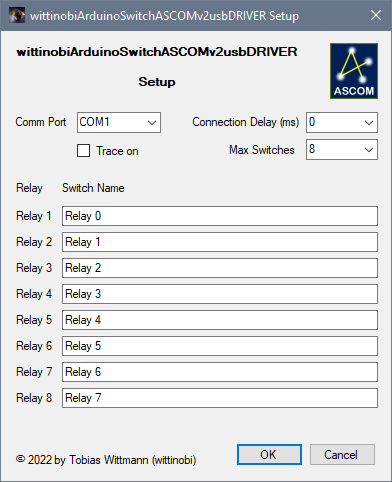 wittinobiArduinoSwitchASCOMv2usbDRIVER Setup
wittinobiArduinoSwitchASCOMv2usbDRIVER
Setup
ASCOM
Comm Port COM1 Connection Delay (ms) 0
Trace on Max Switches 8
Relay Switch Name
Relay 1 Relay 0
Relay 2 Relay 1
Relay 3 Relay 2
Relay 4 Relay 3
Relay 5 Relay 4
Relay 6 Relay 5
Relay 7 Relay 6
Relay 8 Relay 7
© 2022 by Tobias Wittmann (wittinobi) OK Cancel